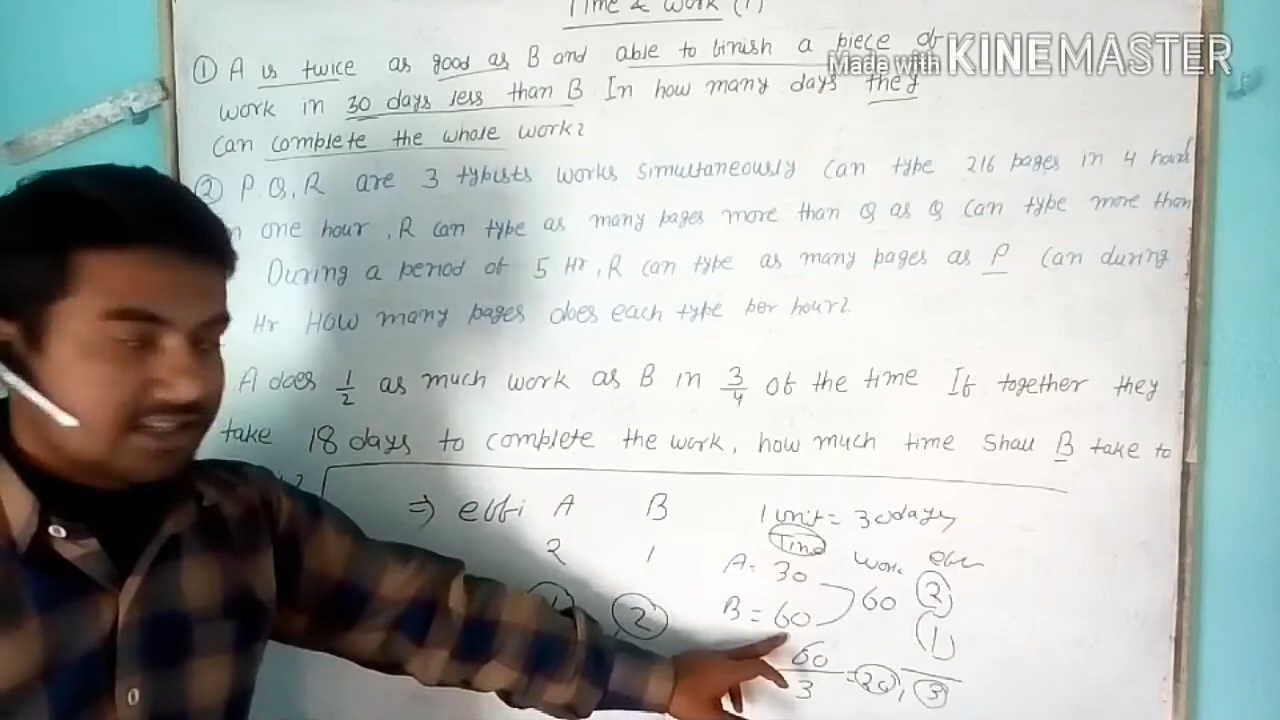 Time & Work (1)
① A is twice as good as B and able to finish a piece of
Made with KINEMASTER
work in 30 days less than B In how many days they
can complete the whole work?
② P, Q, R are 3 typists works simultaneously can type 216 pages in 4 hours
one hour, R can type as many pages more than Q as Q can type more than
During a period of 5 Hr, R can type as many pages as P can during
Hr How many pages does each type per hour?
A does 1/2 as much work as B in 3/4 of the time If together they
take 18 days to complete the work, how much time shall B take to
⇒ effi A B
1 unit = 30 days
2 1
Time work
A = 30
② 60 ②
B = 60 ①
60/3 = 20, ③